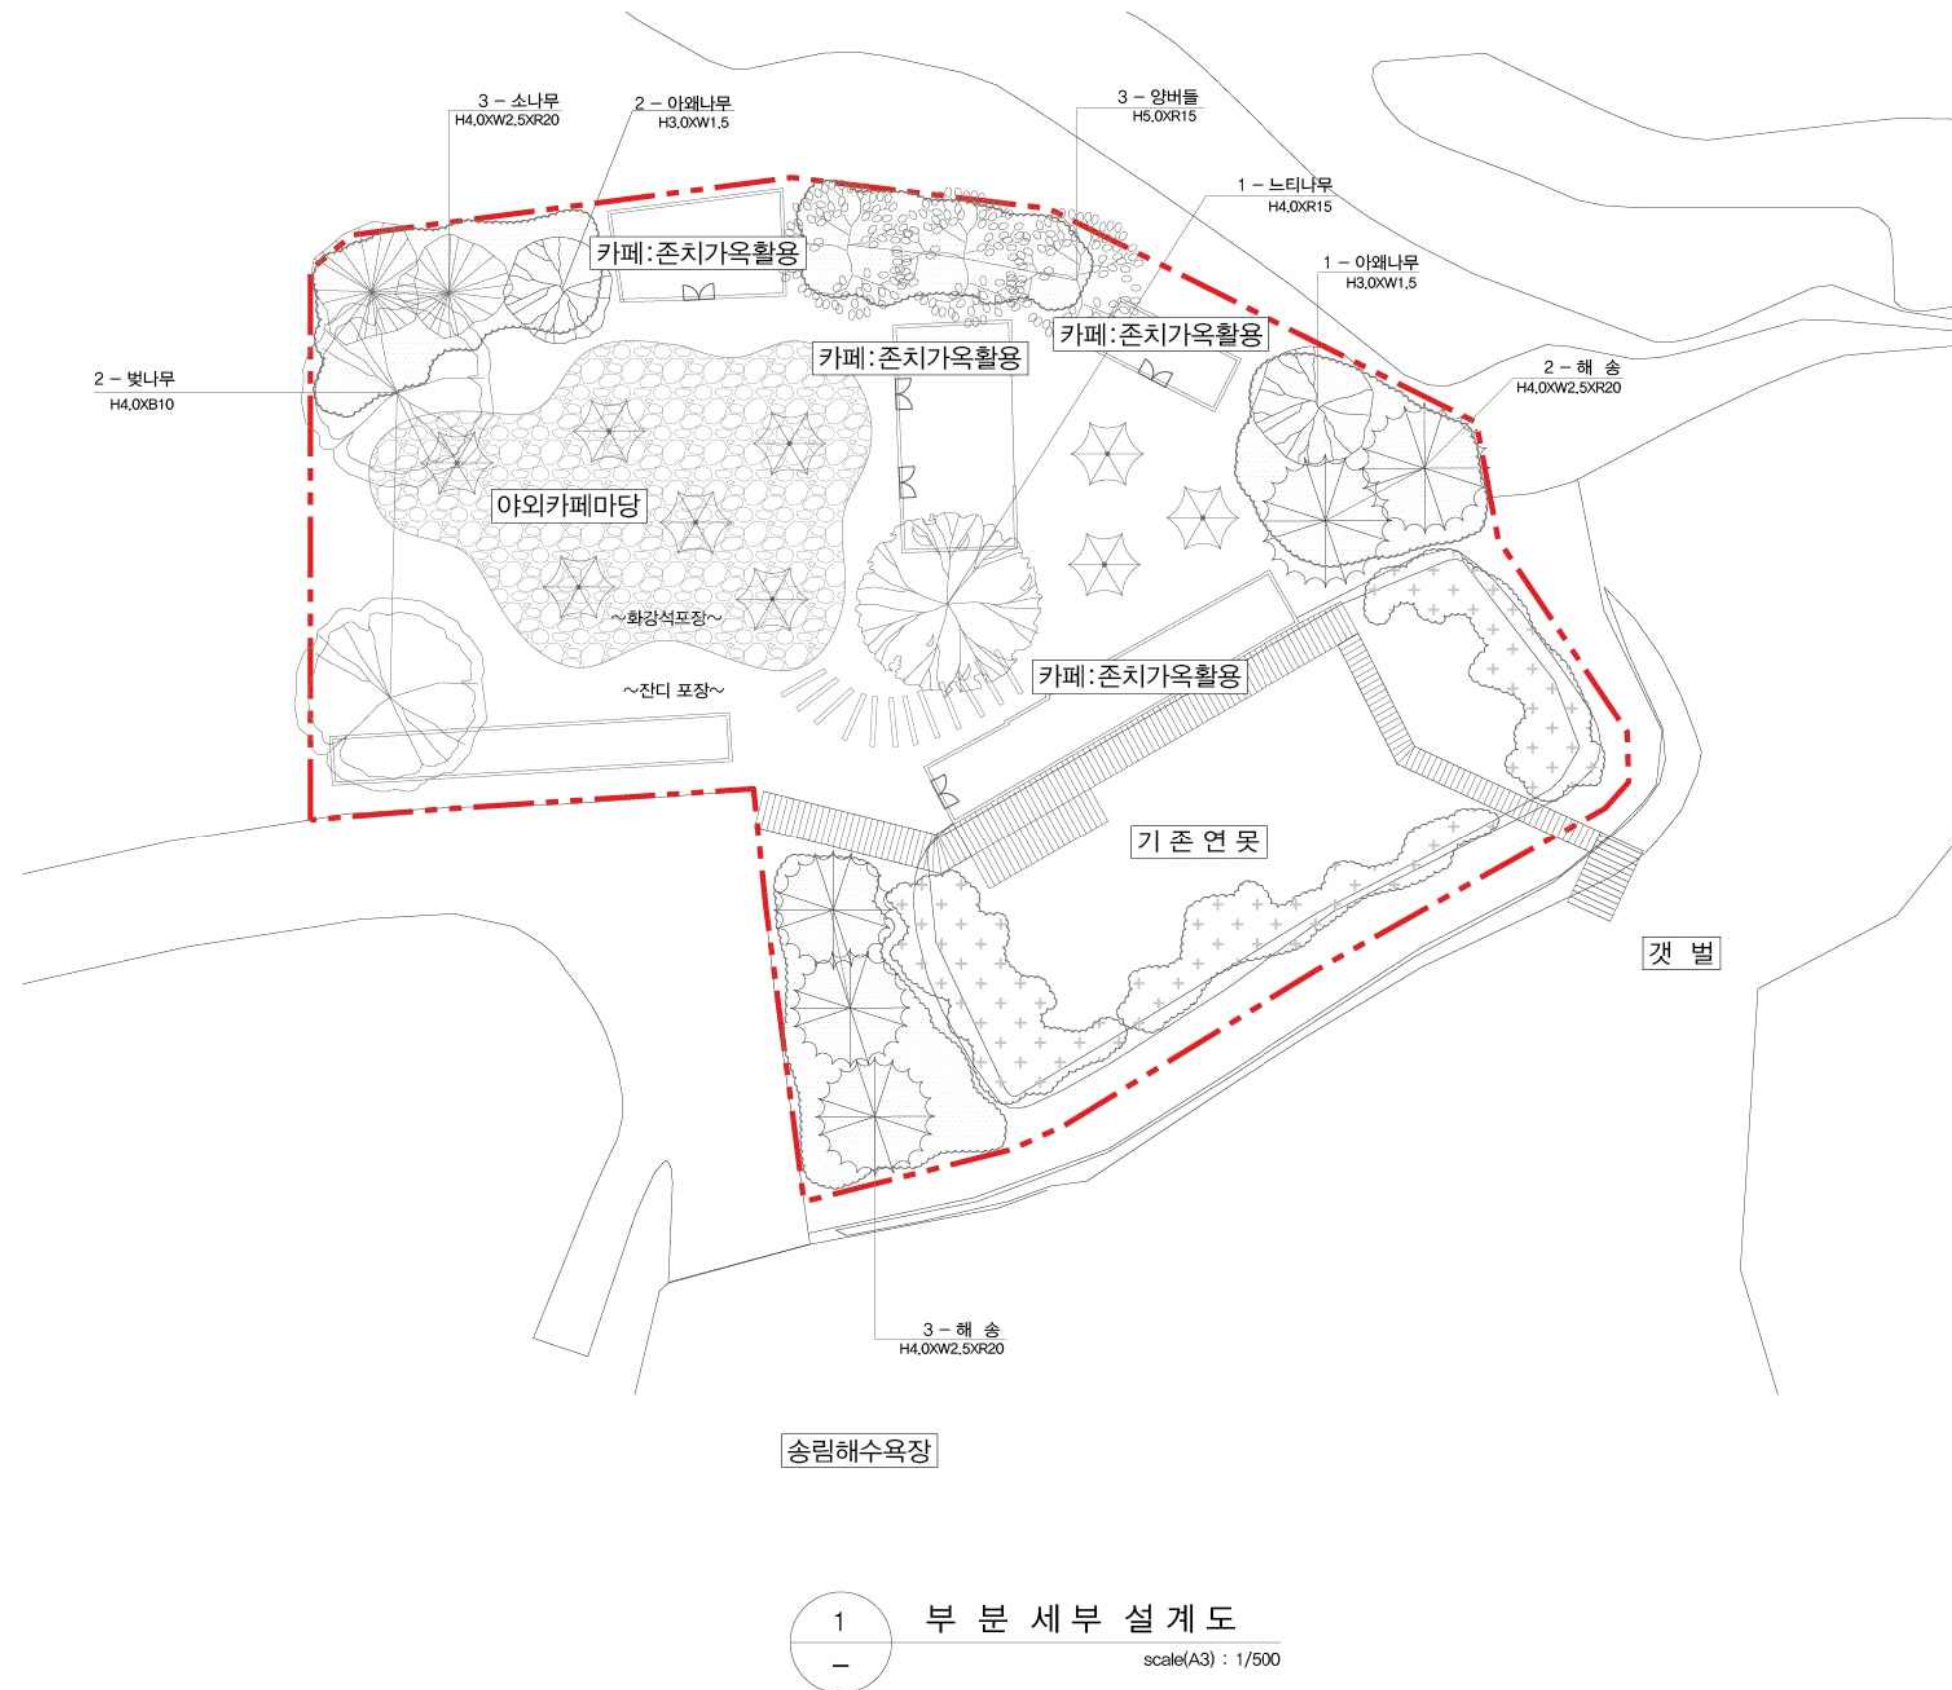 3 - 양버들
H5.0XR15
3 - 소나무
H4.0XW2.5XR20
2 - 아왜나무
H3.0XW1.5
1 - 느티나무
H4.0XR15
카페:존치가옥활용
1 - 아왜나무
H3.0XW1.5
카페:존치가옥활용
카페:존치가옥활용
2 - 해 송
H4.0XW2.5XR20
2 - 벚나무
H4.0XB10
야외카페마당
~화강석포장~
카페:존치가옥활용
~잔디 포장~
기 존 연 못
갯 벌
3 - 해 송
H4.0XW2.5XR20
송림해수욕장
1
부 분 세부 설계도
–
scale(A3) : 1/500